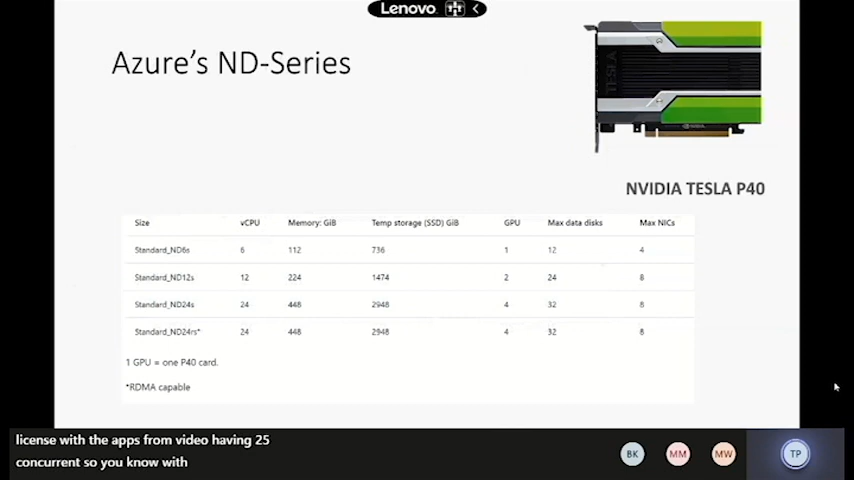 Lenovo
Azure's ND-Series
TESLA
NVIDIA TESLA P40
Size vCPU Memory: GiB Temp storage (SSD) GiB GPU Max data disks Max NICs
Standard_ND6s 6 112 736 1 12 4
Standard_ND12s 12 224 1474 2 24 8
Standard_ND24s 24 448 2948 4 32 8
Standard_ND24rs* 24 448 2948 4 32 8
1 GPU = one P40 card.
*RDMA capable
license with the apps from video having 25
concurrent so you know with
BK MM MW TP